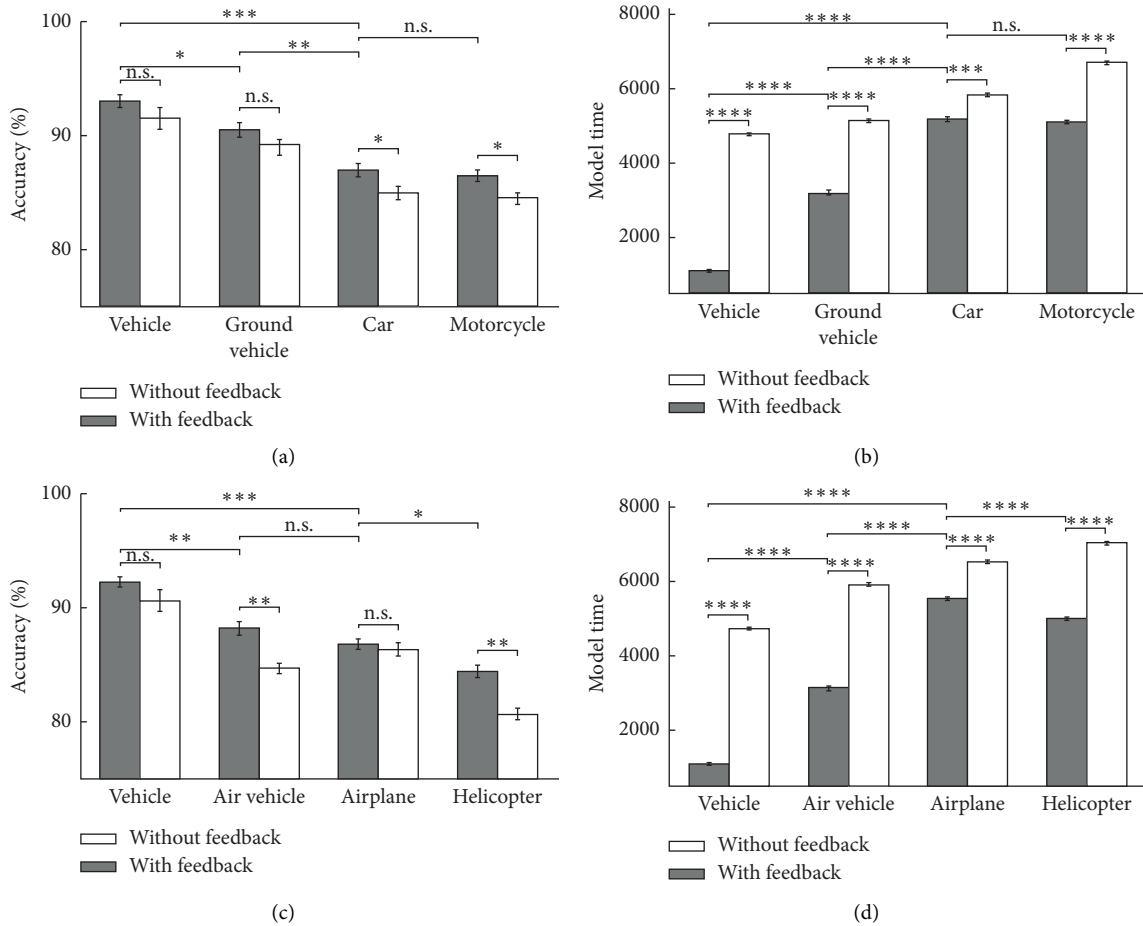 100
90
80
Accuracy (%)
***
n.s.
**
*
n.s.
n.s.
*
*
Vehicle
Ground
vehicle
Car
Motorcycle
Without feedback
With feedback
(a)
8000
6000
4000
2000
Model time
****
n.s.
****
****
***
****
****
****
Vehicle
Ground
vehicle
Car
Motorcycle
Without feedback
With feedback
(b)
100
90
80
Accuracy (%)
***
*
n.s.
**
n.s.
**
n.s.
**
Vehicle
Air vehicle
Airplane
Helicopter
Without feedback
With feedback
(c)
8000
6000
4000
2000
Model time
****
****
****
****
****
****
****
****
Vehicle
Air vehicle
Airplane
Helicopter
Without feedback
With feedback
(d)